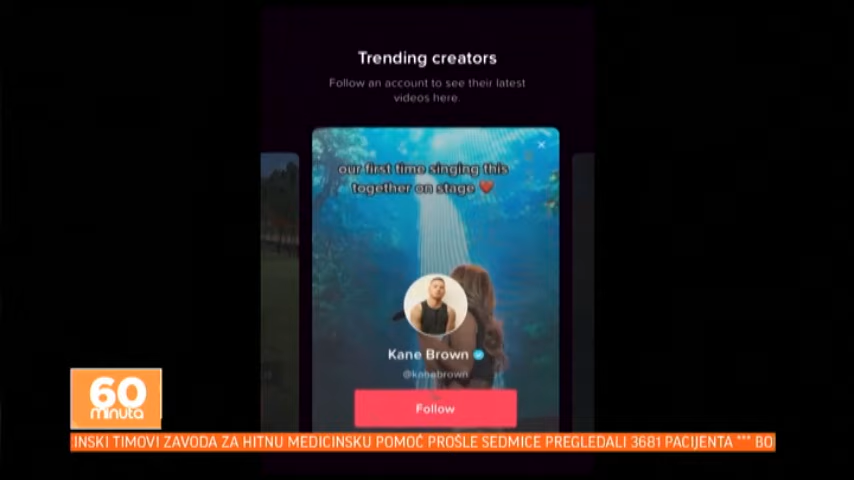 Trending creators
Follow an account to see their latest
videos here.
our first time singing this
together on stage ❤️
Kane Brown
@kanebrown
Follow
60
minuta
INSKI TIMOVI ZAVODA ZA HITNU MEDICINSKU POMOĆ PROŠLE SEDMICE PREGLEDALI 3681 PACIJENTA *** BO